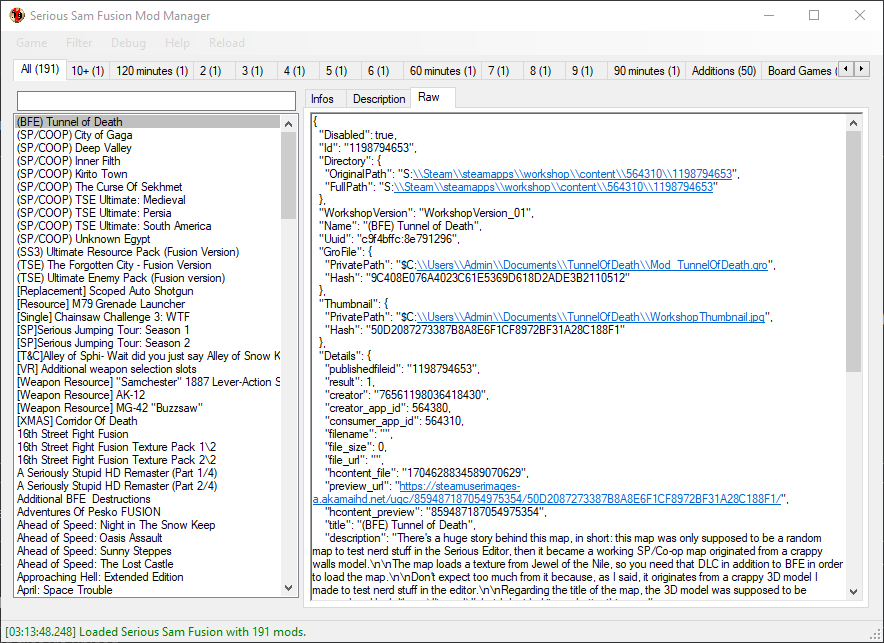 Serious Sam Fusion Mod Manager
Game Filter Debug Help Reload
All (191) 10+ (1) 120 minutes (1) 2 (1) 3 (1) 4 (1) 5 (1) 6 (1) 60 minutes (1) 7 (1) 8 (1) 9 (1) 90 minutes (1) Additions (50) Board Games (
(BFE) Tunnel of Death
(SP/COOP) City of Gaga
(SP/COOP) Deep Valley
(SP/COOP) Inner Filth
(SP/COOP) Kirito Town
(SP/COOP) The Curse Of Sekhmet
(SP/COOP) TSE Ultimate: Medieval
(SP/COOP) TSE Ultimate: Persia
(SP/COOP) TSE Ultimate: South America
(SP/COOP) Unknown Egypt
(SS3) Ultimate Resource Pack (Fusion Version)
(TSE) The Forgotten City - Fusion Version
(TSE) Ultimate Enemy Pack (Fusion version)
[Replacement] Scoped Auto Shotgun
[Resource] M79 Grenade Launcher
[Single] Chainsaw Challenge 3: WTF
[SP]Serious Jumping Tour: Season 1
[SP]Serious Jumping Tour: Season 2
[T&C]Alley of Sphi- Wait did you just say Alley of Snow K
[VR] Additional weapon selection slots
[Weapon Resource] "Samchester" 1887 Lever-Action S
[Weapon Resource] AK-12
[Weapon Resource] MG-42 "Buzzsaw"
[XMAS] Corridor Of Death
16th Street Fight Fusion
16th Street Fight Fusion Texture Pack 1\2
16th Street Fight Fusion Texture Pack 2\2
A Seriously Stupid HD Remaster (Part 1/4)
A Seriously Stupid HD Remaster (Part 2/4)
Additional BFE  Destructions
Adventures Of Pesko FUSION
Ahead of Speed: Night in The Snow Keep
Ahead of Speed: Oasis Assault
Ahead of Speed: Sunny Steppes
Ahead of Speed: The Lost Castle
Approaching Hell: Extended Edition
April: Space Trouble
Infos Description Raw
{
"Disabled": true,
"Id": "1198794653",
"Directory": {
"OriginalPath": "S:\\Steam\\steamapps\\workshop\\content\\564310\\1198794653",
"FullPath": "S:\\Steam\\steamapps\\workshop\\content\\564310\\1198794653"
},
"WorkshopVersion": "WorkshopVersion_01",
"Name": "(BFE) Tunnel of Death",
"Uuid": "c9f4bffc:8e791296",
"GroFile": {
"PrivatePath": "$C:\\Users\\Admin\\Documents\\TunnelOfDeath\\Mod_TunnelOfDeath.gro",
"Hash": "9C408E076A4023C61E5369D618D2ADE3B2110512"
},
"Thumbnail": {
"PrivatePath": "$C:\\Users\\Admin\\Documents\\TunnelOfDeath\\WorkshopThumbnail.jpg",
"Hash": "50D2087273387B8A8E6F1CF8972BF31A28C188F1"
},
"Details": {
"publishedfileid": "1198794653",
"result": 1,
"creator": "76561198036418430",
"creator_app_id": 564380,
"consumer_app_id": 564310,
"filename": "",
"file_size": 0,
"file_url": "",
"hcontent_file": "1704628834589070629",
"preview_url": "https://steamuserimages-
a.akamaihd.net/ugc/859487187054975354/50D2087273387B8A8E6F1CF8972BF31A28C188F1/",
"hcontent_preview": "859487187054975354",
"title": "(BFE) Tunnel of Death",
"description": "There's a huge story behind this map, in short: this map was only supposed to be a random
map to test nerd stuff in the Serious Editor, then it became a working SP/Co-op map originated from a crappy
walls model.\n\nThe map loads a texture from Jewel of the Nile, so you need that DLC in addition to BFE in order
to load the map.\n\nDon't expect too much from it because, as I said, it originates from a crappy 3D model I
made to test nerd stuff in the editor.\n\nRegarding the title of the map, the 3D model was supposed to be
[03:13:48.248] Loaded Serious Sam Fusion with 191 mods.